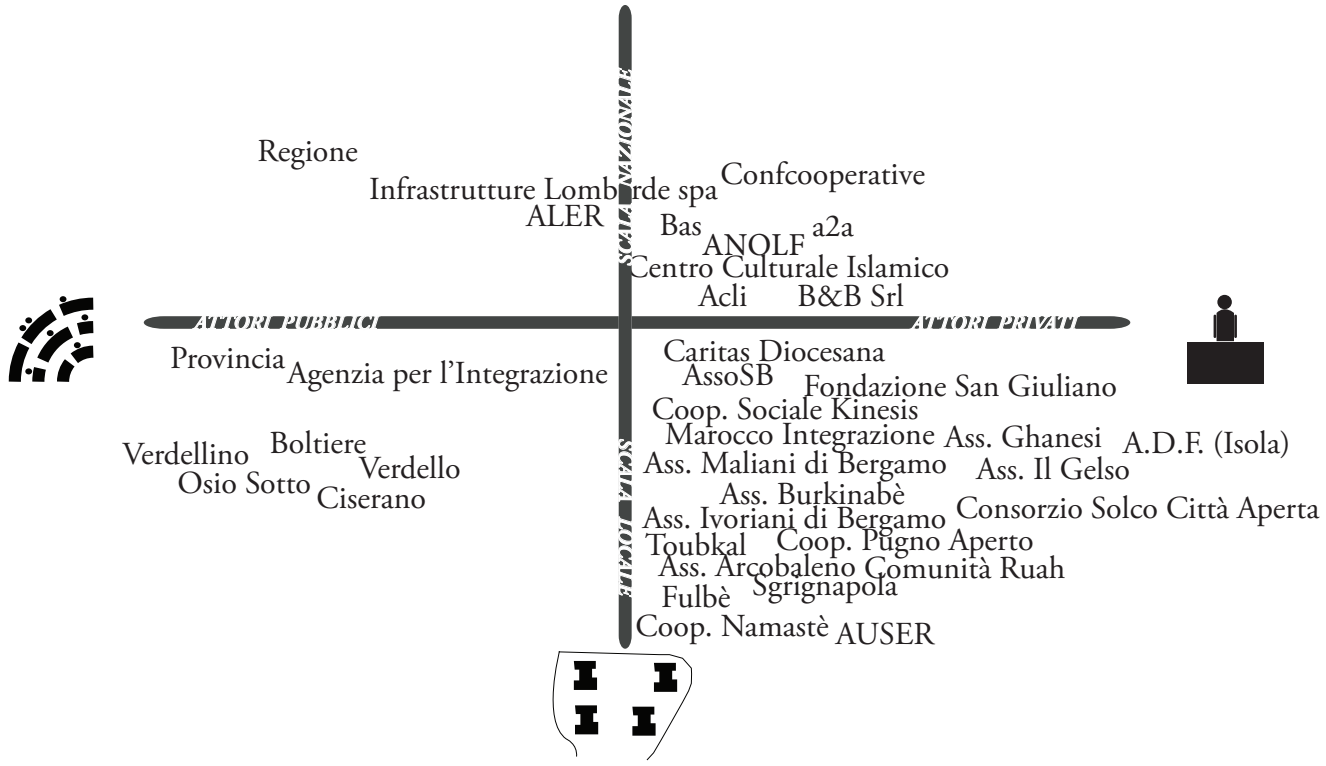 SCALA NAZIONALE
Regione
Confcooperative
Infrastrutture Lombarde spa
ALER
Bas
a2a
ANOLF
Centro Culturale Islamico
Acli
B&B Srl
ATTORI PUBBLICI
ATTORI PRIVATI
Provincia
Agenzia per l’Integrazione
Caritas Diocesana
AssoSB
Fondazione San Giuliano
Coop. Sociale Kinesis
Marocco Integrazione
Ass. Ghanesi
A.D.F. (Isola)
Verdellino
Boltiere
Verdello
Osio Sotto
Ciserano
SCALA LOCALE
Ass. Maliani di Bergamo
Ass. Il Gelso
Ass. Burkinabè
Consorzio Solco Città Aperta
Ass. Ivoriani di Bergamo
Toubkal
Coop. Pugno Aperto
Ass. Arcobaleno
Comunità Ruah
Sgrignapola
Fulbè
Coop. Namastè
AUSER